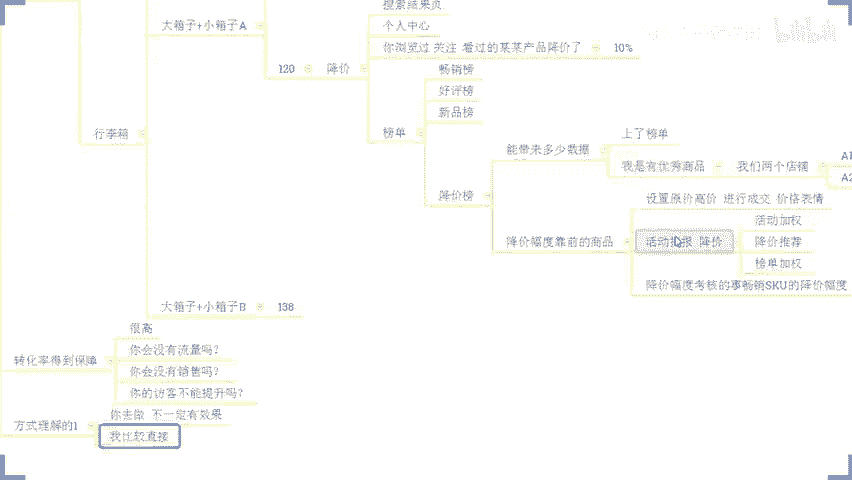 搜索结果页
大箱子+小箱子A
个人中心
你浏览过 关注 看过的某某产品降价了
10%
120
降价
畅销榜
好评榜
新品榜
行李箱
榜单
上了榜单
能带来多少数据
我是有优秀商品
我们两个店铺
A1
A2
降价榜
设置原价高价 进行成交 价格表情
活动加权
降价幅度靠前的商品
降价
降价推荐
榜单加权
降价幅度考核的事畅销SKU的降价幅度
大箱子+小箱子B
138
很高
你会没有流量吗?
转化率得到保障
你会没有销售吗?
你的访客不能提升吗?
你去做 不一定有效果
方式理解的1
我比较直接
bilibili